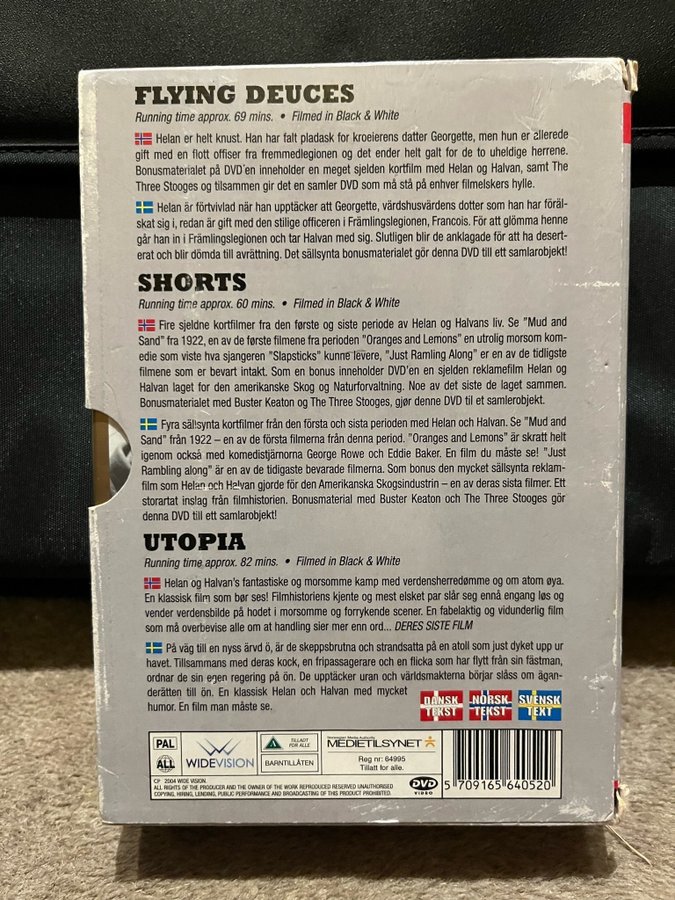 FLYING DEUCES
Running time approx. 69 mins. • Filmed in Black & White
Helan er helt knust. Han har falt pladask for kroeierens datter Georgette, men hun er allerede
gift med en flott offiser fra fremmedlegionen og det ender helt galt for de to uheldige herrene.
Bonusmaterialet på DVD`en inneholder en meget sjelden kortfilm med Helan og Halvan, samt The
The Three Stooges og tilsammen gir det en samler DVD som må stå på enhver filmelskers hylle.
Helan är förtvivlad när han upptäcker att Georgette, värdshusvärdens dotter som han föräl-
skat sig i, redan är gift med den stilige officeren i Främlingslegionen, Francois. För att glömma henne
går han in i Främlingslegionen och tar Halvan med sig. Slutligen blir de anklagade för att ha desert-
erat och blir dömda till avrättning. Det sällsynta bonusmaterialet gör denna DVD till ett samlarobjekt!
SHORTS
Running time approx. 60 mins. • Filmed in Black & White
Fire sjeldne kortfilmer fra den første og siste periode av Helan og Halvans liv. Se "Mud and
Sand" fra 1922, en av de første filmene fra perioden "Oranges and Lemons" en utrolig morsom kom-
edie som viste hva sjangeren "Slapsticks" kunne levere, "Just Ramling Along" er en av de tidligste
filmene som er bevart intakt. Som en bonus inneholder DVD'en en sjelden reklamefilm Helan og
Halvan laget for den amerikanske Skog og Naturforvaltning. Noe av det siste de laget sammen.
Bonusmaterialet med Buster Keaton og The Three Stooges, gjør denne DVD til et samlerobjekt.
Fyra sällsynta kortfilmer från den första och sista perioden med Helan och Halvan. Se "Mud and
Sand" från 1922 – en av de första filmerna från denna period. "Oranges and Lemons" är skratt helt
igenom också med komedistjärnorna George Rowe och Eddie Baker. En film du måste se! "Just
Rambling along" är en av de tidigaste bevarade filmerna. Som bonus den mycket sällsynta reklam-
film som Helan och Halvan gjorde för den Amerikanska Skogsindustrin – en av deras sista filmer. Ett
storartat inslag från filmhistorien. Bonusmaterial med Buster Keaton och The Three Stooges gör
denna DVD till ett samlarobjekt!
UTOPIA
Running time approx. 82 mins. • Filmed in Black & White
Helan og Halvan's fantastiske og morsomme kamp med verdensherredømme og om atom øya.
En klassisk film som bør ses! Filmhistoriens kjente og mest elsket par slår seg ennå engang løs og
vender verdensbilde på hodet i morsomme og forrykende scener. En fabelaktig og vidunderlig film
som må overbevise alle om at handling sier mer enn ord... DERES SISTE FILM
På väg till en nyss ärvd ö, är de skeppsbrutna och strandsatta på en atoll som just dyket upp ur
havet. Tillsammans med deras kock, en fripassagerare och en flicka som har flytt från sin fästman,
ordnar de sin egen regering på ön. De upptäcker uran och världsmakterna börjar slåss om ägan-
derätten till ön. En klassisk Helan och Halvan med mycket
humor. En film man måste se.
DANSK TEKST NORSK TEKST SVENSK TEXT
PAL
ALL
WIDEVISION
TILLADT FOR ALLE
BARNTILLÅTEN
Norwegian Media Authority
MEDIETILSYNET
Reg nr: 64995
Tillatt for alle.
DVD VIDEO
5 709165 640520
CP 2004 WIDE VISION.
ALL RIGHTS OF THE PRODUCER AND THE OWNER OF THE WORK REPRODUCED RESERVED UNAUTHORISED
COPYING, HIRING, LENDING, PUBLIC PERFORMANCE AND BROADCASTING OF THIS PRODUCT PROHIBITED.